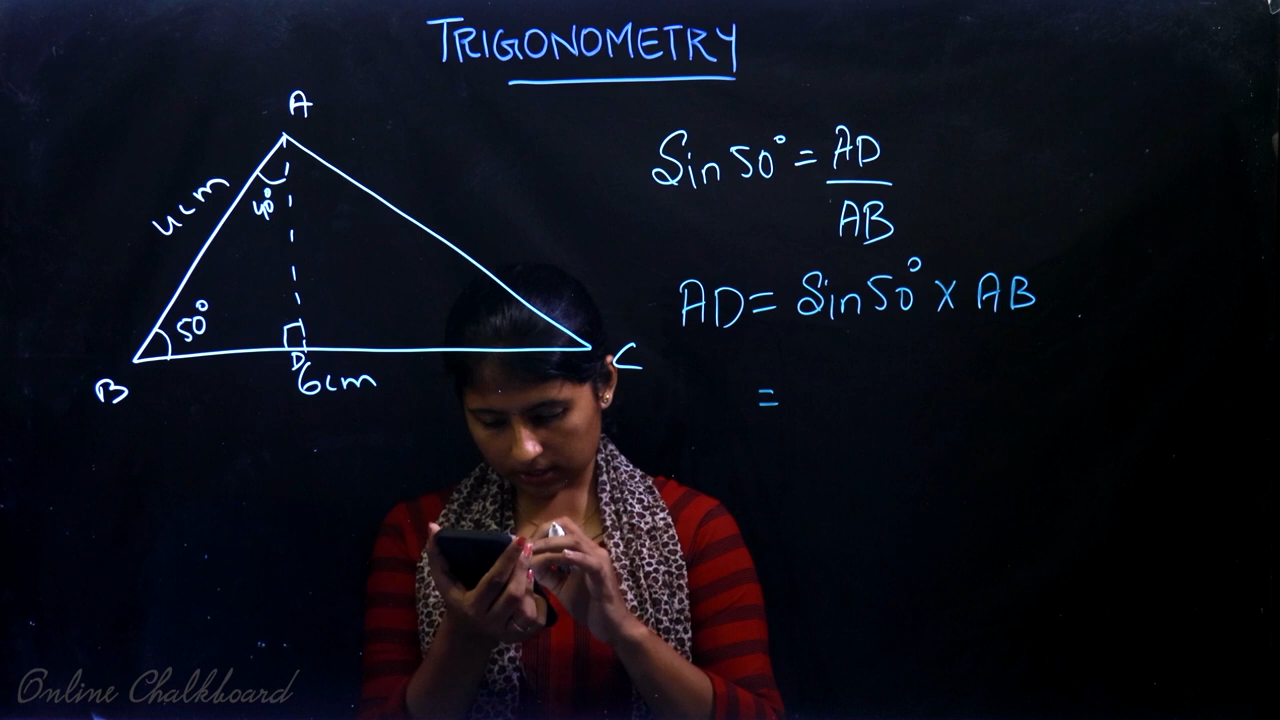 TRIGONOMETRY
A
4cm
40°
50°
D
B
6cm
C
Sin 50° = AD
AB
AD = Sin 50° × AB
=
Online Chalkboard